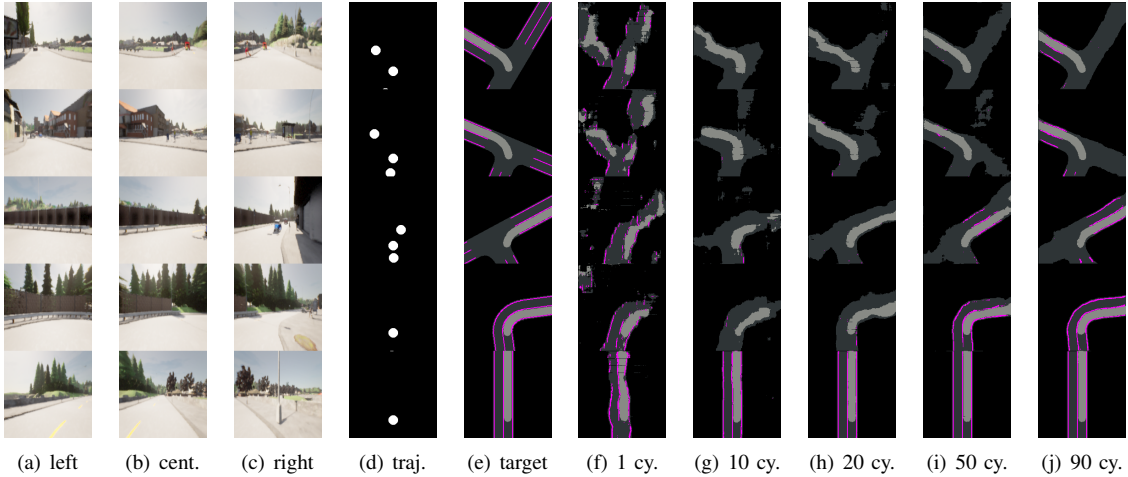 (a) left (b) cent. (c) right (d) traj. (e) target (f) 1 cy. (g) 10 cy. (h) 20 cy. (i) 50 cy. (j) 90 cy.